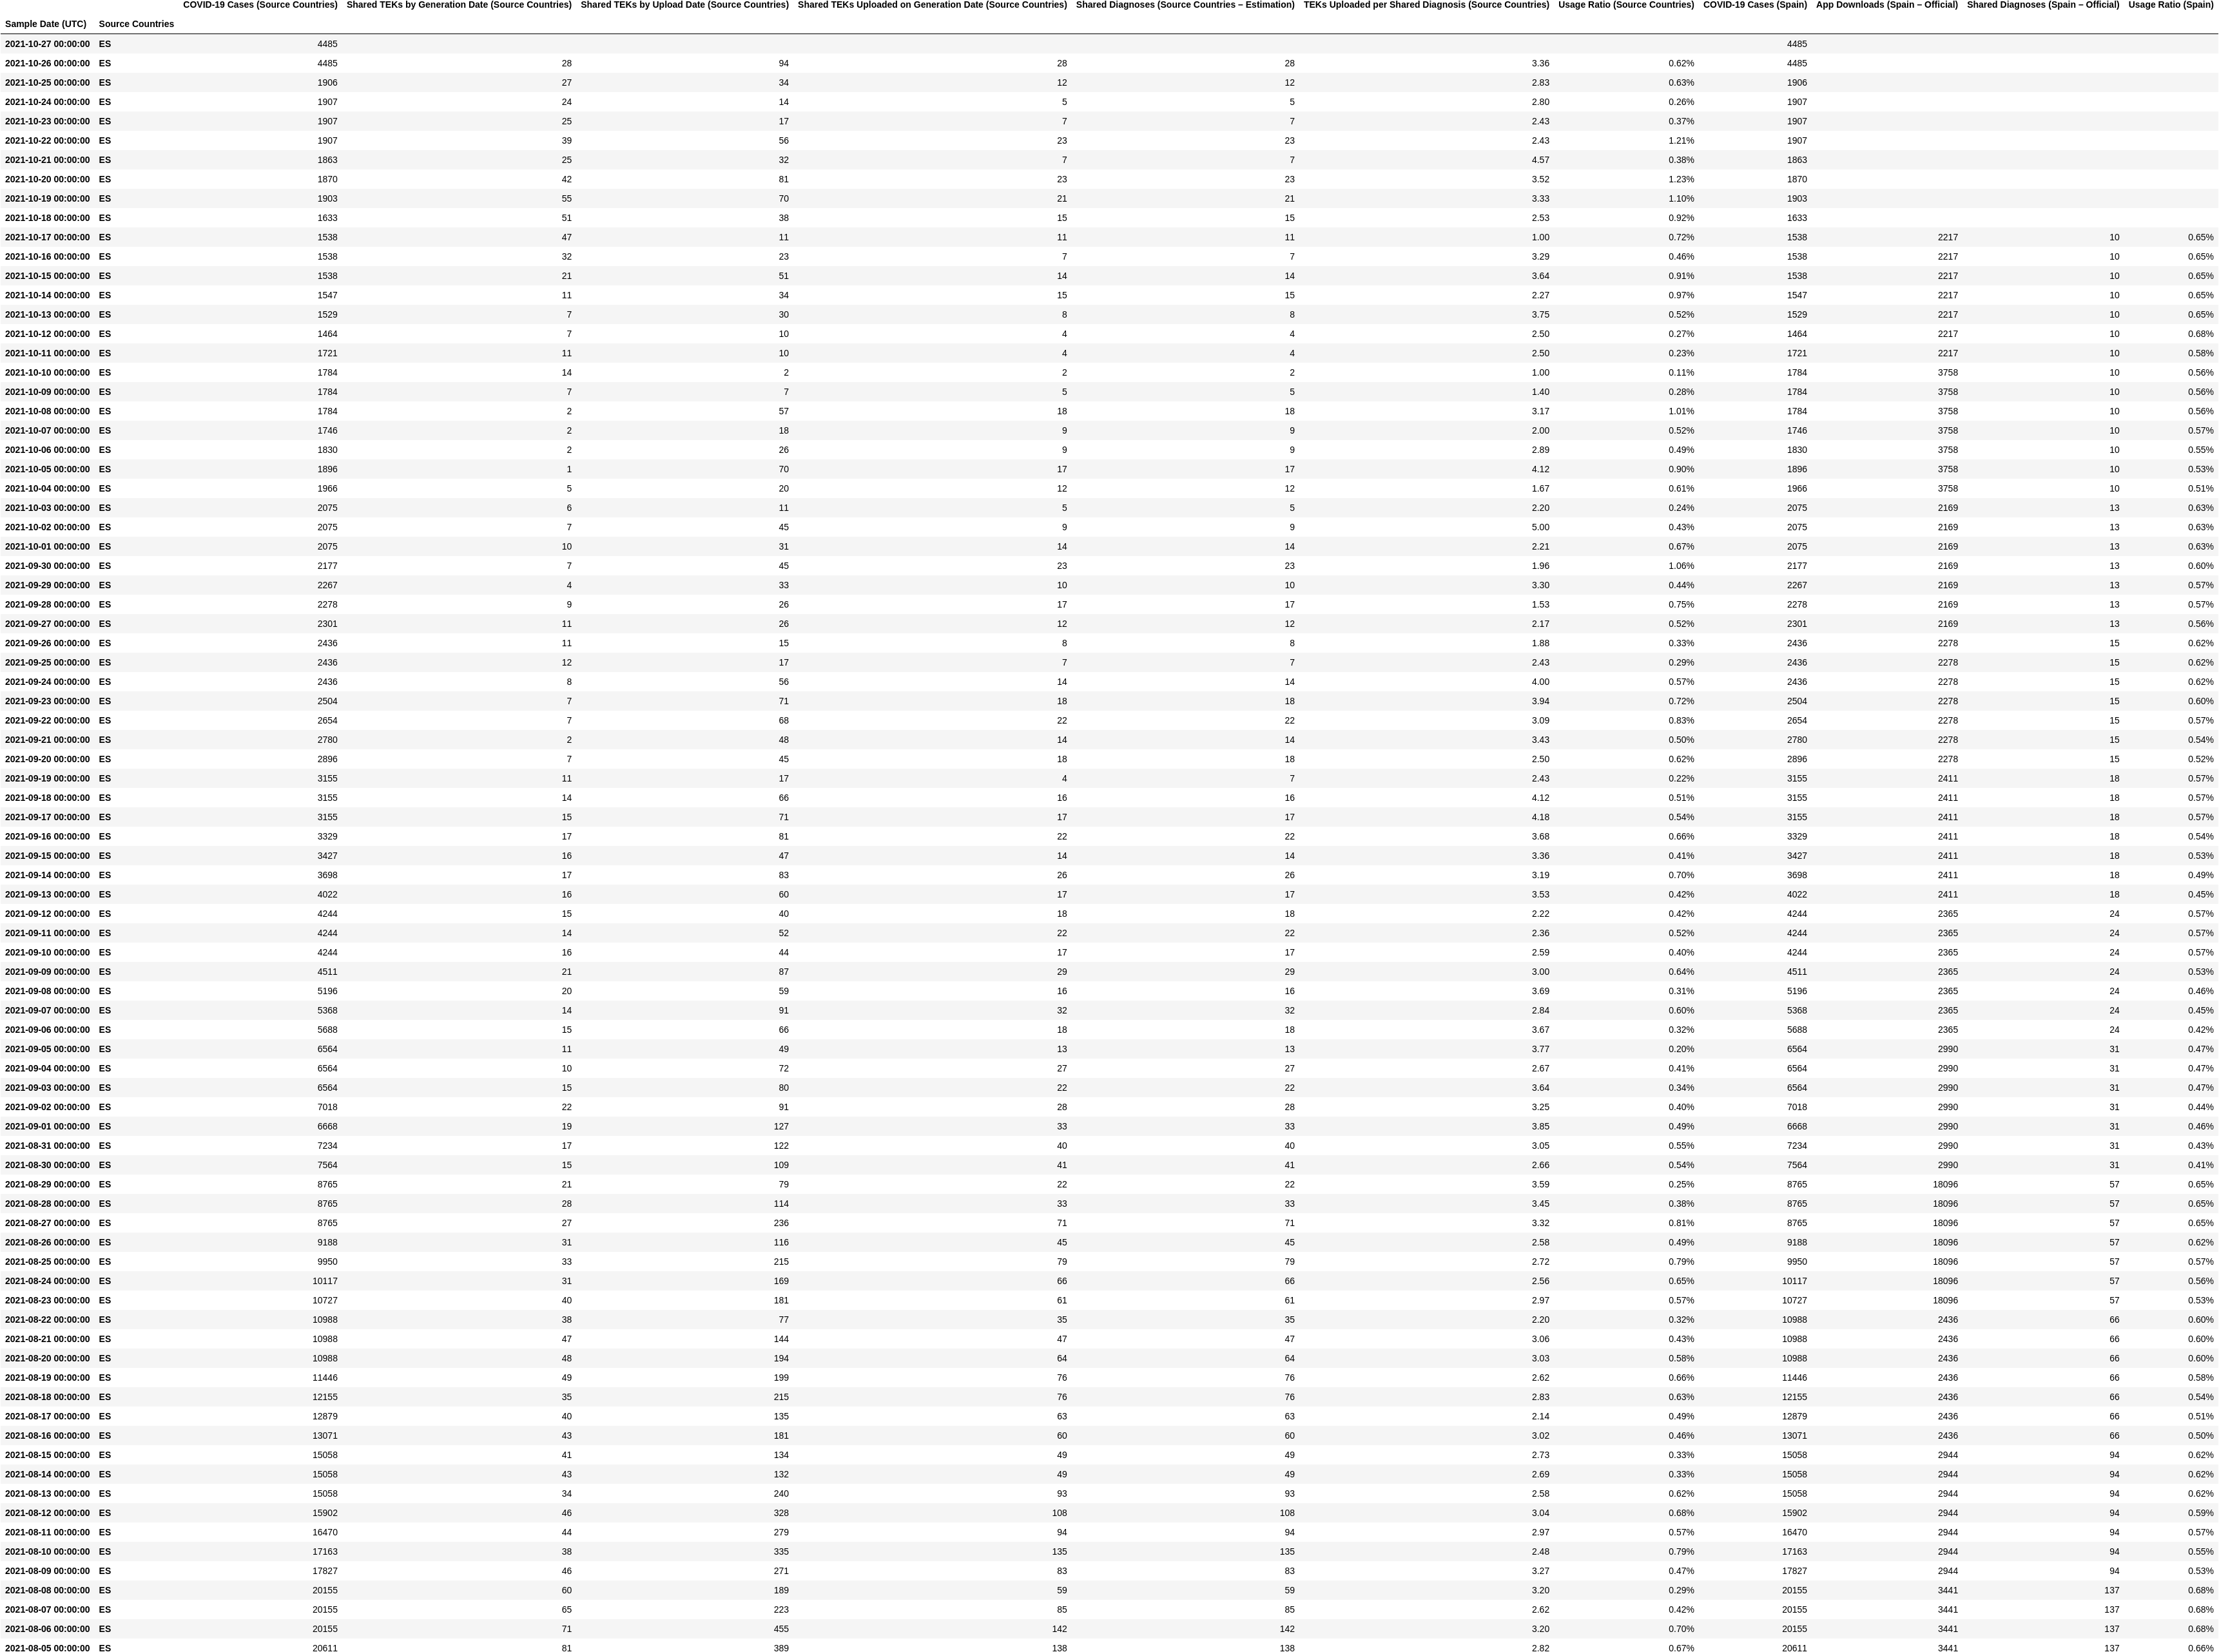 COVID-19 Cases (Source Countries) Shared TEKs by Generation Date (Source Countries) Shared TEKs by Upload Date (Source Countries) Shared TEKs Uploaded on Generation Date (Source Countries) Shared Diagnoses (Source Countries – Estimation) TEKs Uploaded per Shared Diagnosis (Source Countries) Usage Ratio (Source Countries) COVID-19 Cases (Spain) App Downloads (Spain – Official) Shared Diagnoses (Spain – Official) Usage Ratio (Spain)
Sample Date (UTC) Source Countries
2021-10-27 00:00:00 ES 4485 4485
2021-10-26 00:00:00 ES 4485 28 94 28 28 3.36 0.62% 4485
2021-10-25 00:00:00 ES 1906 27 34 12 12 2.83 0.63% 1906
2021-10-24 00:00:00 ES 1907 24 14 5 5 2.80 0.26% 1907
2021-10-23 00:00:00 ES 1907 25 17 7 7 2.43 0.37% 1907
2021-10-22 00:00:00 ES 1907 39 56 23 23 2.43 1.21% 1907
2021-10-21 00:00:00 ES 1863 25 32 7 7 4.57 0.38% 1863
2021-10-20 00:00:00 ES 1870 42 81 23 23 3.52 1.23% 1870
2021-10-19 00:00:00 ES 1903 55 70 21 21 3.33 1.10% 1903
2021-10-18 00:00:00 ES 1633 51 38 15 15 2.53 0.92% 1633
2021-10-17 00:00:00 ES 1538 47 11 11 11 1.00 0.72% 1538 2217 10 0.65%
2021-10-16 00:00:00 ES 1538 32 23 7 7 3.29 0.46% 1538 2217 10 0.65%
2021-10-15 00:00:00 ES 1538 21 51 14 14 3.64 0.91% 1538 2217 10 0.65%
2021-10-14 00:00:00 ES 1547 11 34 15 15 2.27 0.97% 1547 2217 10 0.65%
2021-10-13 00:00:00 ES 1529 7 30 8 8 3.75 0.52% 1529 2217 10 0.65%
2021-10-12 00:00:00 ES 1464 7 10 4 4 2.50 0.27% 1464 2217 10 0.68%
2021-10-11 00:00:00 ES 1721 11 10 4 4 2.50 0.23% 1721 2217 10 0.58%
2021-10-10 00:00:00 ES 1784 14 2 2 2 1.00 0.11% 1784 3758 10 0.56%
2021-10-09 00:00:00 ES 1784 7 7 5 5 1.40 0.28% 1784 3758 10 0.56%
2021-10-08 00:00:00 ES 1784 2 57 18 18 3.17 1.01% 1784 3758 10 0.56%
2021-10-07 00:00:00 ES 1746 2 18 9 9 2.00 0.52% 1746 3758 10 0.57%
2021-10-06 00:00:00 ES 1830 2 26 9 9 2.89 0.49% 1830 3758 10 0.55%
2021-10-05 00:00:00 ES 1896 1 70 17 17 4.12 0.90% 1896 3758 10 0.53%
2021-10-04 00:00:00 ES 1966 5 20 12 12 1.67 0.61% 1966 3758 10 0.51%
2021-10-03 00:00:00 ES 2075 6 11 5 5 2.20 0.24% 2075 2169 13 0.63%
2021-10-02 00:00:00 ES 2075 7 45 9 9 5.00 0.43% 2075 2169 13 0.63%
2021-10-01 00:00:00 ES 2075 10 31 14 14 2.21 0.67% 2075 2169 13 0.63%
2021-09-30 00:00:00 ES 2177 7 45 23 23 1.96 1.06% 2177 2169 13 0.60%
2021-09-29 00:00:00 ES 2267 4 33 10 10 3.30 0.44% 2267 2169 13 0.57%
2021-09-28 00:00:00 ES 2278 9 26 17 17 1.53 0.75% 2278 2169 13 0.57%
2021-09-27 00:00:00 ES 2301 11 26 12 12 2.17 0.52% 2301 2169 13 0.56%
2021-09-26 00:00:00 ES 2436 11 15 8 8 1.88 0.33% 2436 2278 15 0.62%
2021-09-25 00:00:00 ES 2436 12 17 7 7 2.43 0.29% 2436 2278 15 0.62%
2021-09-24 00:00:00 ES 2436 8 56 14 14 4.00 0.57% 2436 2278 15 0.62%
2021-09-23 00:00:00 ES 2504 7 71 18 18 3.94 0.72% 2504 2278 15 0.60%
2021-09-22 00:00:00 ES 2654 7 68 22 22 3.09 0.83% 2654 2278 15 0.57%
2021-09-21 00:00:00 ES 2780 2 48 14 14 3.43 0.50% 2780 2278 15 0.54%
2021-09-20 00:00:00 ES 2896 7 45 18 18 2.50 0.62% 2896 2278 15 0.52%
2021-09-19 00:00:00 ES 3155 11 17 4 7 2.43 0.22% 3155 2411 18 0.57%
2021-09-18 00:00:00 ES 3155 14 66 16 16 4.12 0.51% 3155 2411 18 0.57%
2021-09-17 00:00:00 ES 3155 15 71 17 17 4.18 0.54% 3155 2411 18 0.57%
2021-09-16 00:00:00 ES 3329 17 81 22 22 3.68 0.66% 3329 2411 18 0.54%
2021-09-15 00:00:00 ES 3427 16 47 14 14 3.36 0.41% 3427 2411 18 0.53%
2021-09-14 00:00:00 ES 3698 17 83 26 26 3.19 0.70% 3698 2411 18 0.49%
2021-09-13 00:00:00 ES 4022 16 60 17 17 3.53 0.42% 4022 2411 18 0.45%
2021-09-12 00:00:00 ES 4244 15 40 18 18 2.22 0.42% 4244 2365 24 0.57%
2021-09-11 00:00:00 ES 4244 14 52 22 22 2.36 0.52% 4244 2365 24 0.57%
2021-09-10 00:00:00 ES 4244 16 44 17 17 2.59 0.40% 4244 2365 24 0.57%
2021-09-09 00:00:00 ES 4511 21 87 29 29 3.00 0.64% 4511 2365 24 0.53%
2021-09-08 00:00:00 ES 5196 20 59 16 16 3.69 0.31% 5196 2365 24 0.46%
2021-09-07 00:00:00 ES 5368 14 91 32 32 2.84 0.60% 5368 2365 24 0.45%
2021-09-06 00:00:00 ES 5688 15 66 18 18 3.67 0.32% 5688 2365 24 0.42%
2021-09-05 00:00:00 ES 6564 11 49 13 13 3.77 0.20% 6564 2990 31 0.47%
2021-09-04 00:00:00 ES 6564 10 72 27 27 2.67 0.41% 6564 2990 31 0.47%
2021-09-03 00:00:00 ES 6564 15 80 22 22 3.64 0.34% 6564 2990 31 0.47%
2021-09-02 00:00:00 ES 7018 22 91 28 28 3.25 0.40% 7018 2990 31 0.44%
2021-09-01 00:00:00 ES 6668 19 127 33 33 3.85 0.49% 6668 2990 31 0.46%
2021-08-31 00:00:00 ES 7234 17 122 40 40 3.05 0.55% 7234 2990 31 0.43%
2021-08-30 00:00:00 ES 7564 15 109 41 41 2.66 0.54% 7564 2990 31 0.41%
2021-08-29 00:00:00 ES 8765 21 79 22 22 3.59 0.25% 8765 18096 57 0.65%
2021-08-28 00:00:00 ES 8765 28 114 33 33 3.45 0.38% 8765 18096 57 0.65%
2021-08-27 00:00:00 ES 8765 27 236 71 71 3.32 0.81% 8765 18096 57 0.65%
2021-08-26 00:00:00 ES 9188 31 116 45 45 2.58 0.49% 9188 18096 57 0.62%
2021-08-25 00:00:00 ES 9950 33 215 79 79 2.72 0.79% 9950 18096 57 0.57%
2021-08-24 00:00:00 ES 10117 31 169 66 66 2.56 0.65% 10117 18096 57 0.56%
2021-08-23 00:00:00 ES 10727 40 181 61 61 2.97 0.57% 10727 18096 57 0.53%
2021-08-22 00:00:00 ES 10988 38 77 35 35 2.20 0.32% 10988 2436 66 0.60%
2021-08-21 00:00:00 ES 10988 47 144 47 47 3.06 0.43% 10988 2436 66 0.60%
2021-08-20 00:00:00 ES 10988 48 194 64 64 3.03 0.58% 10988 2436 66 0.60%
2021-08-19 00:00:00 ES 11446 49 199 76 76 2.62 0.66% 11446 2436 66 0.58%
2021-08-18 00:00:00 ES 12155 35 215 76 76 2.83 0.63% 12155 2436 66 0.54%
2021-08-17 00:00:00 ES 12879 40 135 63 63 2.14 0.49% 12879 2436 66 0.51%
2021-08-16 00:00:00 ES 13071 43 181 60 60 3.02 0.46% 13071 2436 66 0.50%
2021-08-15 00:00:00 ES 15058 41 134 49 49 2.73 0.33% 15058 2944 94 0.62%
2021-08-14 00:00:00 ES 15058 43 132 49 49 2.69 0.33% 15058 2944 94 0.62%
2021-08-13 00:00:00 ES 15058 34 240 93 93 2.58 0.62% 15058 2944 94 0.62%
2021-08-12 00:00:00 ES 15902 46 328 108 108 3.04 0.68% 15902 2944 94 0.59%
2021-08-11 00:00:00 ES 16470 44 279 94 94 2.97 0.57% 16470 2944 94 0.57%
2021-08-10 00:00:00 ES 17163 38 335 135 135 2.48 0.79% 17163 2944 94 0.55%
2021-08-09 00:00:00 ES 17827 46 271 83 83 3.27 0.47% 17827 2944 94 0.53%
2021-08-08 00:00:00 ES 20155 60 189 59 59 3.20 0.29% 20155 3441 137 0.68%
2021-08-07 00:00:00 ES 20155 65 223 85 85 2.62 0.42% 20155 3441 137 0.68%
2021-08-06 00:00:00 ES 20155 71 455 142 142 3.20 0.70% 20155 3441 137 0.68%
2021-08-05 00:00:00 ES 20611 81 389 138 138 2.82 0.67% 20611 3441 137 0.66%